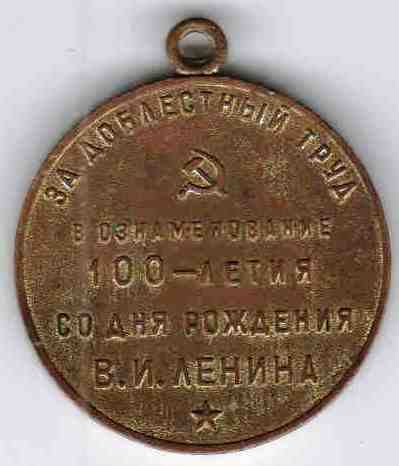 ЗА ДОБЛЕСТНЫЙ ТРУД
В ОЗНАМЕНОВАНИЕ
100-ЛЕТИЯ
СО ДНЯ РОЖДЕНИЯ
В.И. ЛЕНИНА